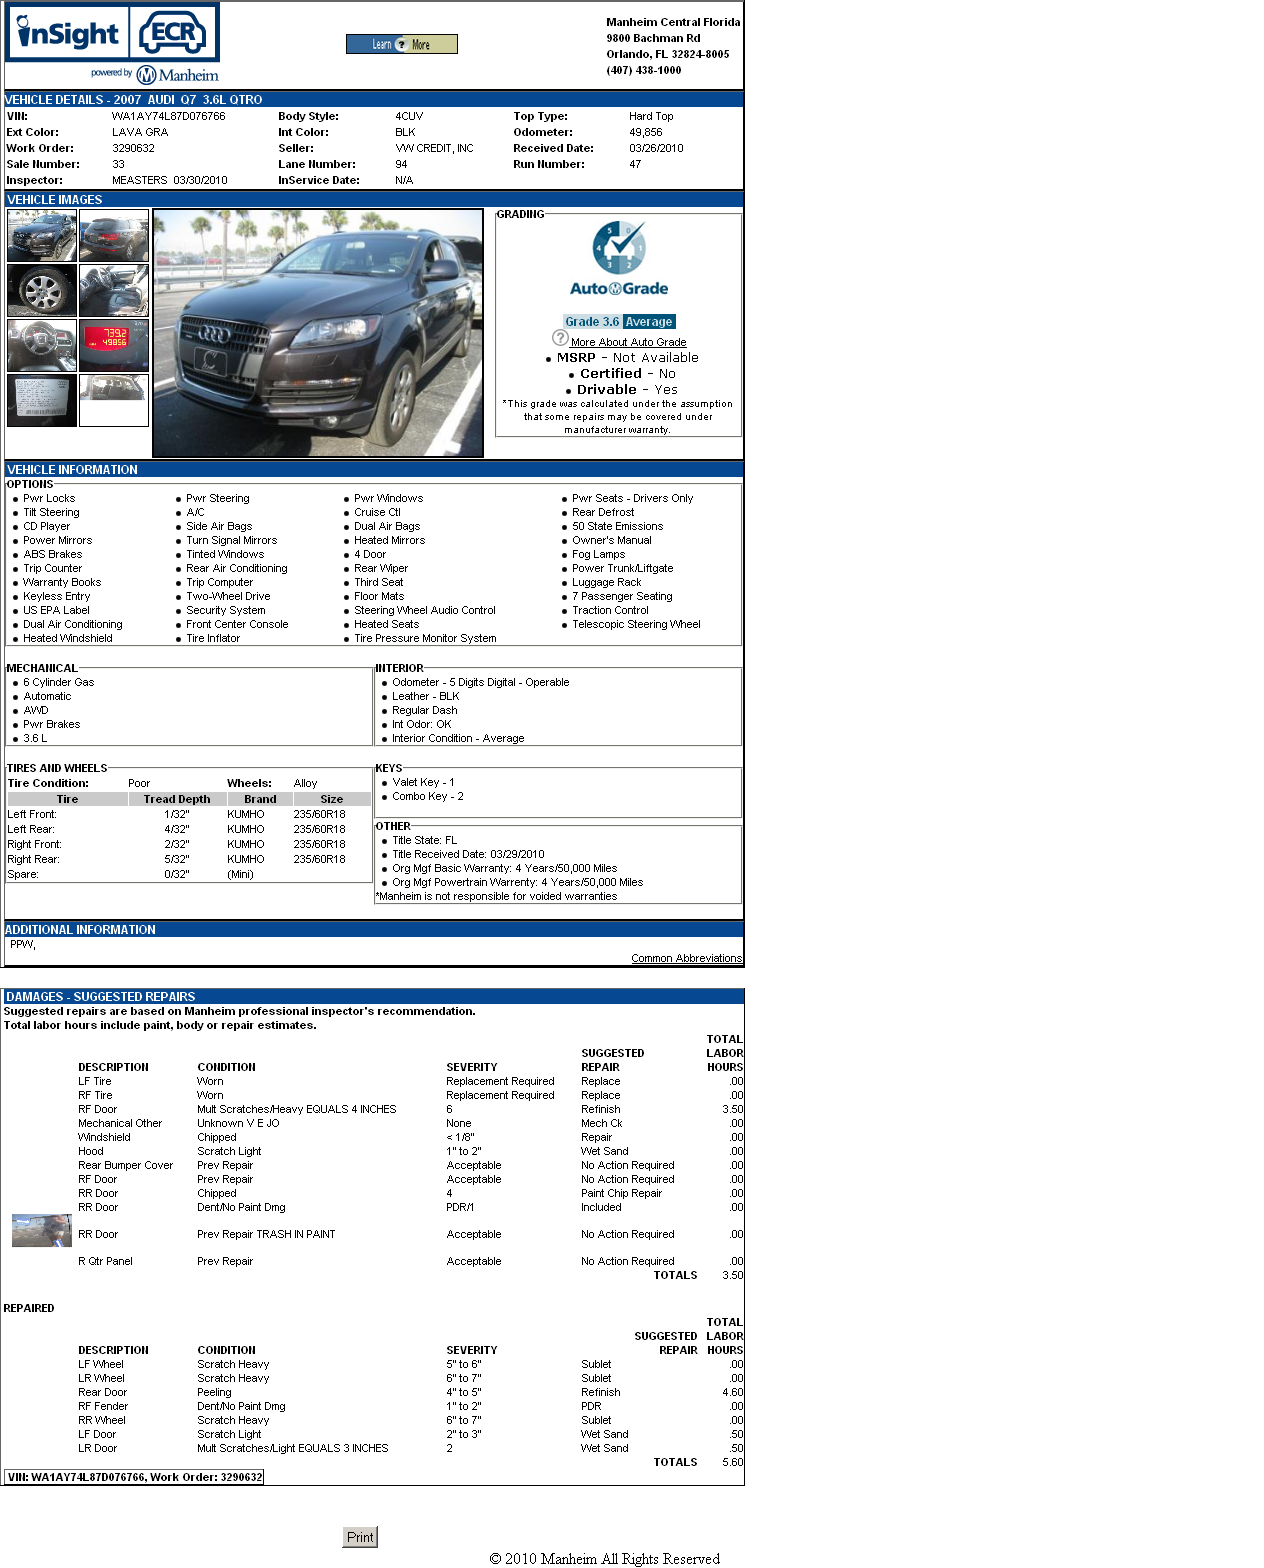 inSight ECR
powered by Manheim
Learn ? More
Manheim Central Florida
9800 Bachman Rd
Orlando, FL 32824-8005
(407) 438-1000
VEHICLE DETAILS - 2007 AUDI Q7 3.6L QTRO
VIN: WA1AY74L87D076766 Body Style: 4CUV Top Type: Hard Top
Ext Color: LAVA GRA Int Color: BLK Odometer: 49,856
Work Order: 3290632 Seller: VW CREDIT, INC Received Date: 03/26/2010
Sale Number: 33 Lane Number: 94 Run Number: 47
Inspector: MEASTERS 03/30/2010 InService Date: N/A
VEHICLE IMAGES
739.2
49856
GRADING
5 0 4 1 3 2
AutoGrade
Grade 3.6 Average
? More About Auto Grade
• MSRP - Not Available
• Certified - No
• Drivable - Yes
*This grade was calculated under the assumption
that some repairs may be covered under
manufacturer warranty.
VEHICLE INFORMATION
OPTIONS
• Pwr Locks • Pwr Steering • Pwr Windows • Pwr Seats - Drivers Only
• Tilt Steering • A/C • Cruise Ctl • Rear Defrost
• CD Player • Side Air Bags • Dual Air Bags • 50 State Emissions
• Power Mirrors • Turn Signal Mirrors • Heated Mirrors • Owner's Manual
• ABS Brakes • Tinted Windows • 4 Door • Fog Lamps
• Trip Counter • Rear Air Conditioning • Rear Wiper • Power Trunk/Liftgate
• Warranty Books • Trip Computer • Third Seat • Luggage Rack
• Keyless Entry • Two-Wheel Drive • Floor Mats • 7 Passenger Seating
• US EPA Label • Security System • Steering Wheel Audio Control • Traction Control
• Dual Air Conditioning • Front Center Console • Heated Seats • Telescopic Steering Wheel
• Heated Windshield • Tire Inflator • Tire Pressure Monitor System
MECHANICAL
• 6 Cylinder Gas
• Automatic
• AWD
• Pwr Brakes
• 3.6 L
INTERIOR
• Odometer - 5 Digits Digital - Operable
• Leather - BLK
• Regular Dash
• Int Odor: OK
• Interior Condition - Average
TIRES AND WHEELS
Tire Condition: Poor Wheels: Alloy
Tire Tread Depth Brand Size
Left Front: 1/32" KUMHO 235/60R18
Left Rear: 4/32" KUMHO 235/60R18
Right Front: 2/32" KUMHO 235/60R18
Right Rear: 5/32" KUMHO 235/60R18
Spare: 0/32" (Mini)
KEYS
• Valet Key - 1
• Combo Key - 2
OTHER
• Title State: FL
• Title Received Date: 03/29/2010
• Org Mgf Basic Warranty: 4 Years/50,000 Miles
• Org Mgf Powertrain Warrenty: 4 Years/50,000 Miles
*Manheim is not responsible for voided warranties
ADDITIONAL INFORMATION
PPW,
Common Abbreviations
DAMAGES - SUGGESTED REPAIRS
Suggested repairs are based on Manheim professional inspector's recommendation.
Total labor hours include paint, body or repair estimates.
TOTAL
SUGGESTED LABOR
DESCRIPTION CONDITION SEVERITY REPAIR HOURS
LF Tire Worn Replacement Required Replace .00
RF Tire Worn Replacement Required Replace .00
RF Door Mult Scratches/Heavy EQUALS 4 INCHES 6 Refinish 3.50
Mechanical Other Unknown V E JO None Mech Ck .00
Windshield Chipped < 1/8" Repair .00
Hood Scratch Light 1" to 2" Wet Sand .00
Rear Bumper Cover Prev Repair Acceptable No Action Required .00
RF Door Prev Repair Acceptable No Action Required .00
RR Door Chipped 4 Paint Chip Repair .00
RR Door Dent/No Paint Dmg PDR/1 Included .00
RR Door Prev Repair TRASH IN PAINT Acceptable No Action Required .00
R Qtr Panel Prev Repair Acceptable No Action Required .00
TOTALS 3.50
REPAIRED
TOTAL
SUGGESTED LABOR
DESCRIPTION CONDITION SEVERITY REPAIR HOURS
LF Wheel Scratch Heavy 5" to 6" Sublet .00
LR Wheel Scratch Heavy 6" to 7" Sublet .00
Rear Door Peeling 4" to 5" Refinish 4.60
RF Fender Dent/No Paint Dmg 1" to 2" PDR .00
RR Wheel Scratch Heavy 6" to 7" Sublet .00
LF Door Scratch Light 2" to 3" Wet Sand .50
LR Door Mult Scratches/Light EQUALS 3 INCHES 2 Wet Sand .50
TOTALS 5.60
VIN: WA1AY74L87D076766, Work Order: 3290632
Print
© 2010 Manheim All Rights Reserved